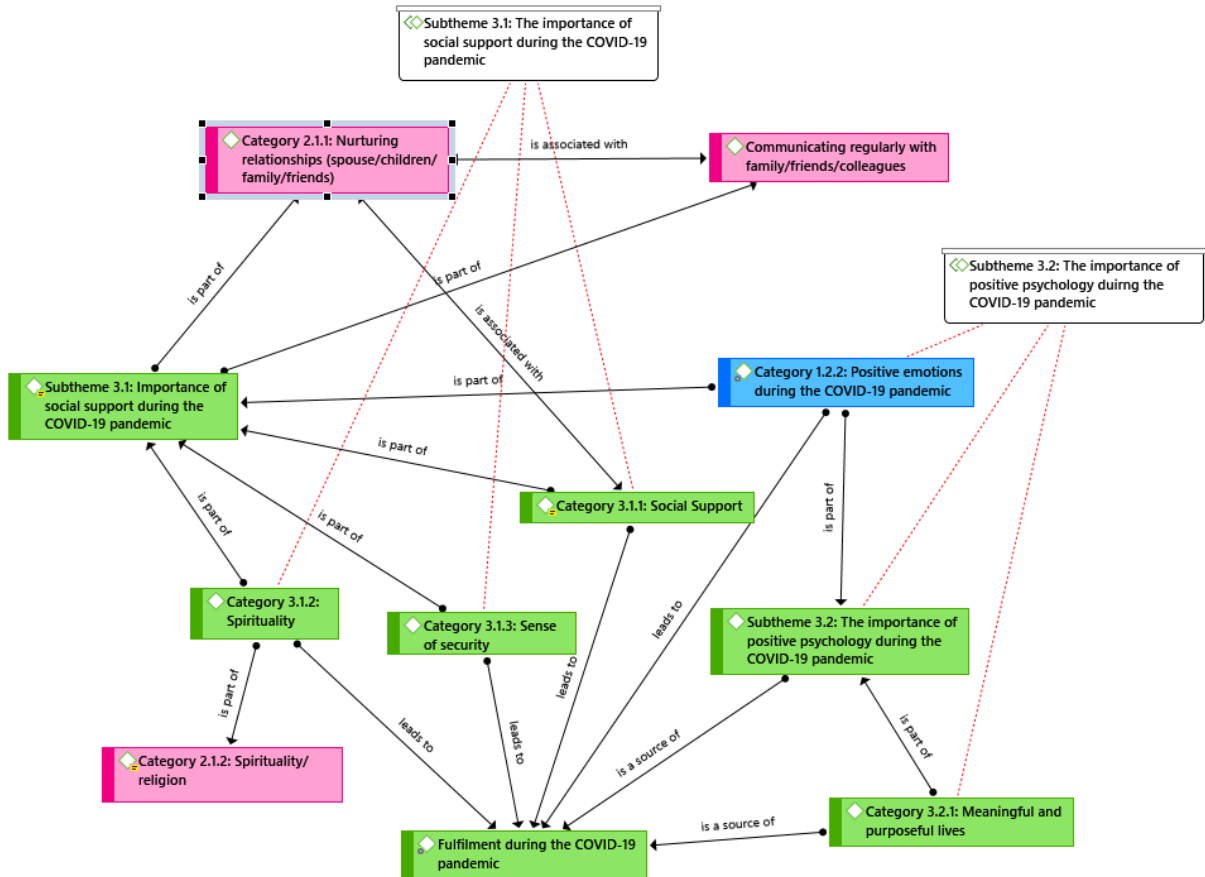 Subtheme 3.1: The importance of
social support during the COVID-19
pandemic
Category 2.1.1: Nurturing
relationships (spouse/children/
family/friends)
is associated with
Communicating regularly with
family/friends/colleagues
is part of
is part of
is associated with
Subtheme 3.2: The importance of
positive psychology duirng the
COVID-19 pandemic
Subtheme 3.1: Importance of
social support during the
COVID-19 pandemic
is part of
Category 1.2.2: Positive emotions
during the COVID-19 pandemic
is part of
Category 3.1.1: Social Support
is part of
is part of
is part of
leads to
Category 3.1.2:
Spirituality
Category 3.1.3: Sense
of security
Subtheme 3.2: The importance of
positive psychology during the
COVID-19 pandemic
is part of
leads to
leads to
leads to
is a source of
is part of
Category 2.1.2: Spirituality/
religion
Category 3.2.1: Meaningful and
purposeful lives
is a source of
Fulfilment during the COVID-19
pandemic